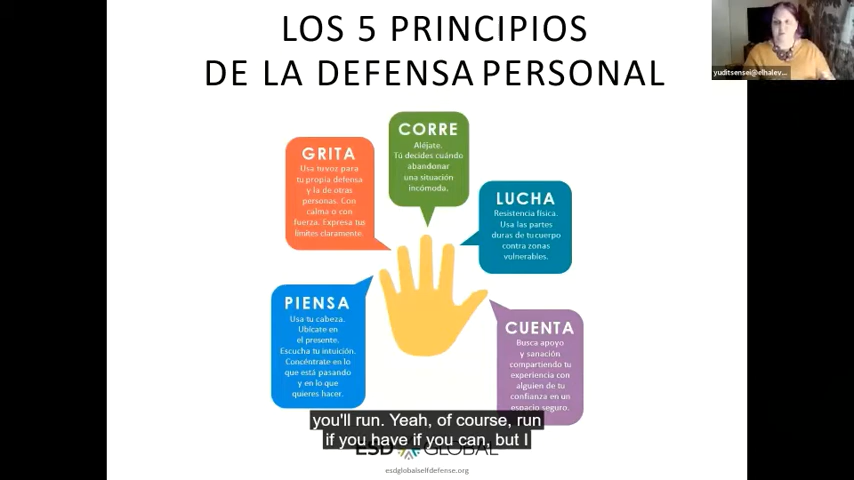 LOS 5 PRINCIPIOS
DE LA DEFENSA PERSONAL
yuditsensei@elhalev...
GRITA
Usa tu voz para
tu propia defensa
y la de otras
personas. Con
calma o con
fuerza. Expresa tus
límites claramente.
CORRE
Aléjate.
Tú decides cuándo
abandonar
una situación
incómoda.
LUCHA
Resistencia física.
Usa las partes
duras de tu cuerpo
contra zonas
vulnerables.
PIENSA
Usa tu cabeza.
Ubícate en
el presente.
Escucha tu intuición.
Concéntrate en lo
que está pasando
y en lo que
quieres hacer.
CUENTA
Busca apoyo
y sanación
compartiendo tu
experiencia con
alguien de tu
confianza en un
espacio seguro.
you'll run. Yeah, of course, run
if you have if you can, but I
ESD GLOBAL
esdglobalselfdefense.org